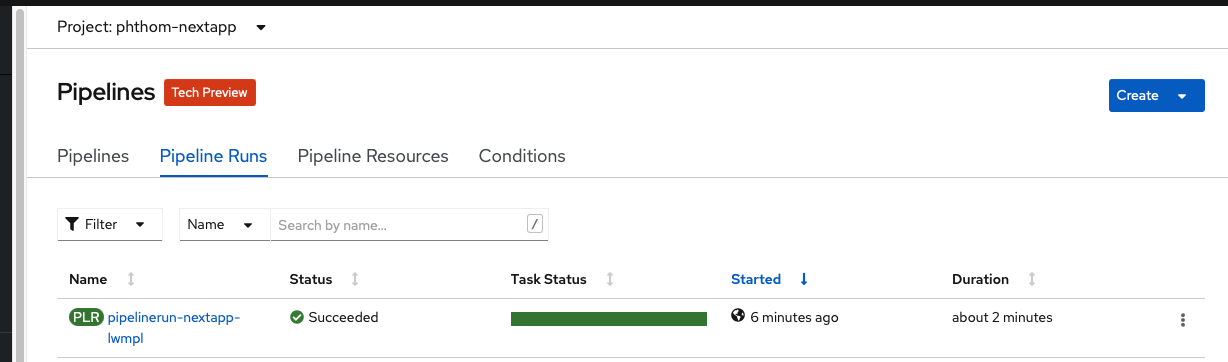 Project: phthom-nextapp
Pipelines Tech Preview
Create
Pipelines Pipeline Runs Pipeline Resources Conditions
Filter Name Search by name... /
Name Status Task Status Started Duration
PLR pipelinerun-nextapp- Succeeded 6 minutes ago about 2 minutes
lwmpl